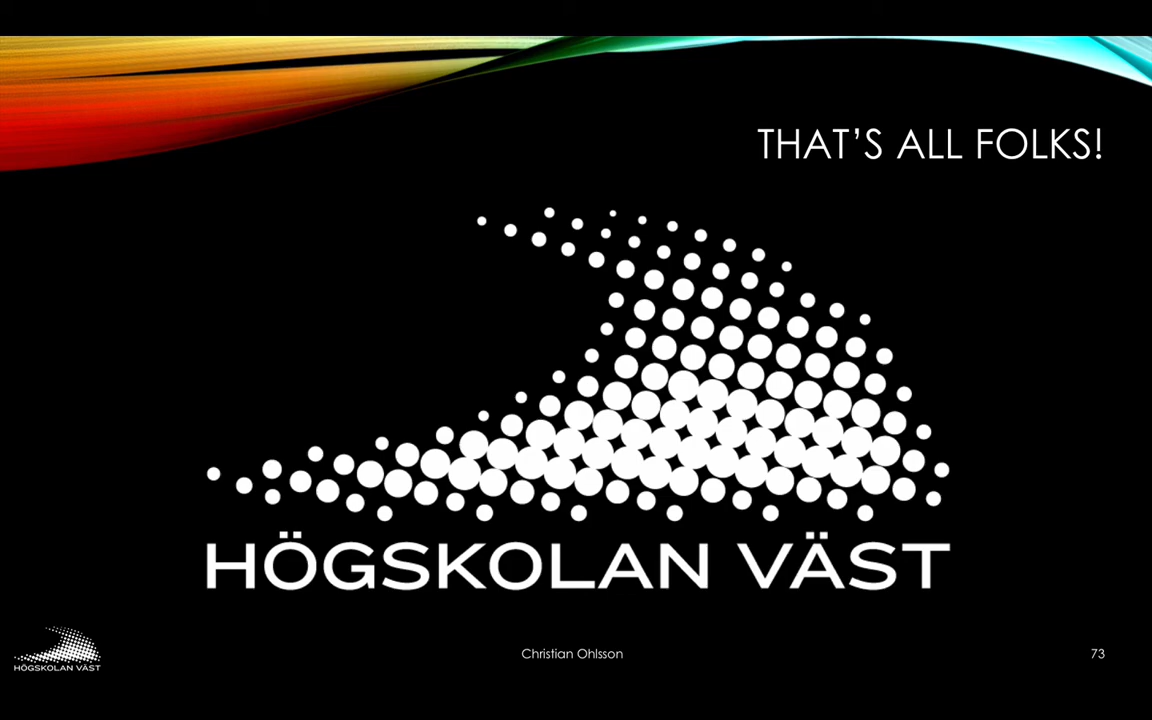 THAT'S ALL FOLKS!
HÖGSKOLAN VÄST
HÖGSKOLAN VÄST
Christian Ohlsson
73